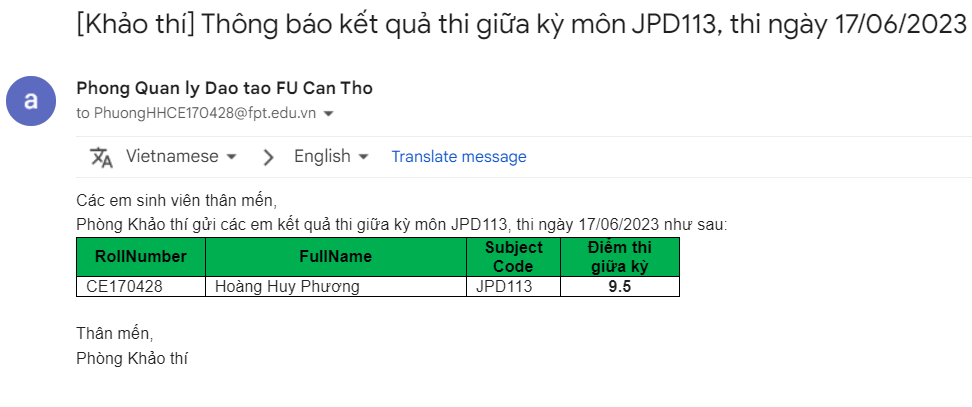 [Khảo thí] Thông báo kết quả thi giữa kỳ môn JPD113, thi ngày 17/06/2023
a
Phong Quan ly Dao tao FU Can Tho
to PhuongHHCE170428@fpt.edu.vn
Vietnamese > English Translate message
Các em sinh viên thân mến,
Phòng Khảo thí gửi các em kết quả thi giữa kỳ môn JPD113, thi ngày 17/06/2023 như sau:
RollNumber FullName Subject Code Điểm thi giữa kỳ
CE170428 Hoàng Huy Phương JPD113 9.5
Thân mến,
Phòng Khảo thí